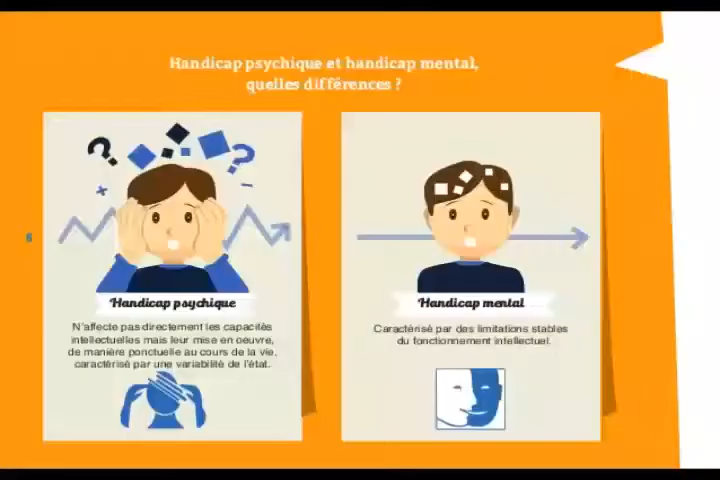 Handicap psychique et handicap mental,
quelles différences ?
Handicap psychique
N'affecte pas directement les capacités
intellectuelles mais leur mise en oeuvre,
de manière ponctuelle au cours de la vie,
caractérisé par une variabilité de l'état.
Handicap mental
Caractérisé par des limitations stables
du fonctionnement intellectuel.